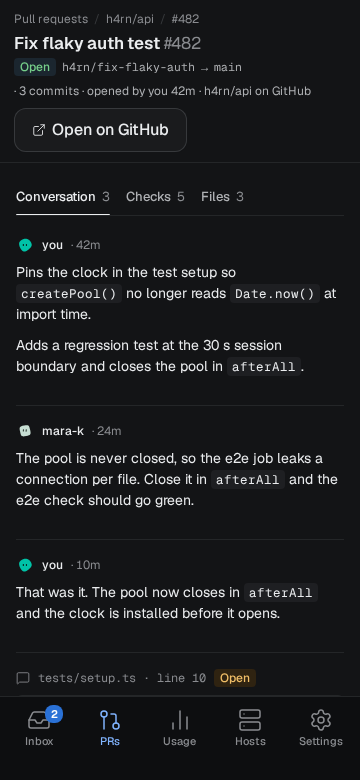 Pull requests / h4rn/api / #482
Fix flaky auth test #482
Open h4rn/fix-flaky-auth → main
· 3 commits · opened by you 42m · h4rn/api on GitHub
Open on GitHub
Conversation 3 Checks 5 Files 3
you · 42m
Pins the clock in the test setup so
createPool() no longer reads Date.now() at
import time.
Adds a regression test at the 30 s session
boundary and closes the pool in afterAll.
mara-k · 24m
The pool is never closed, so the e2e job leaks a
connection per file. Close it in afterAll and the
e2e check should go green.
you · 10m
That was it. The pool now closes in afterAll
and the clock is installed before it opens.
tests/setup.ts · line 10 Open
2
Inbox PRs Usage Hosts Settings